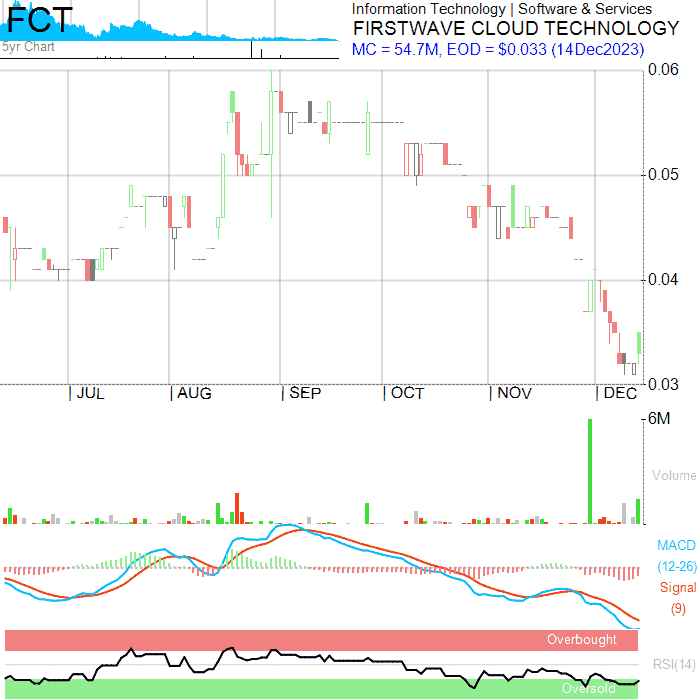 FCT
5yr Chart
Information Technology | Software & Services
FIRSTWAVE CLOUD TECHNOLOGY
MC = 54.7M, EOD = $0.033 (14Dec2023)
0.06
0.05
0.04
0.03
| JUL | AUG | SEP | OCT | NOV | DEC
6M
Volume
MACD
(12-26)
Signal
(9)
Overbought
RSI(14)
Oversold